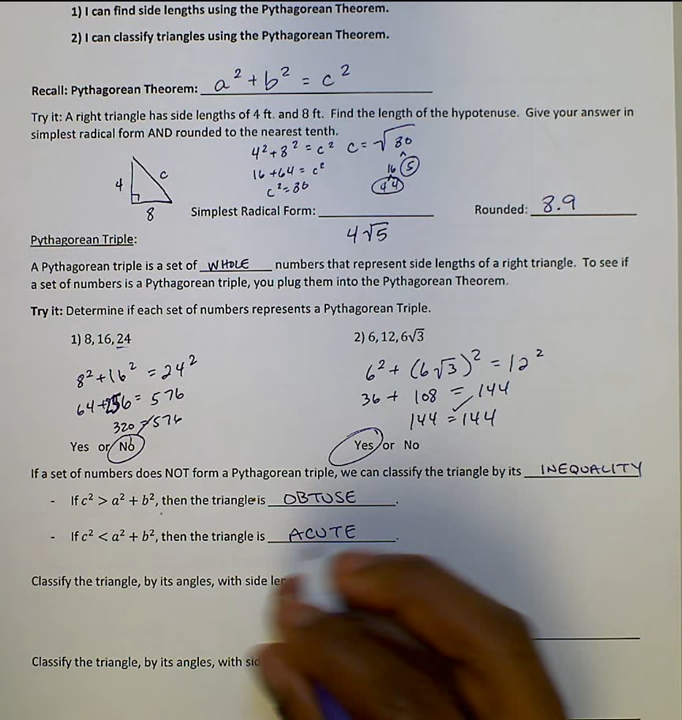 1) I can find side lengths using the Pythagorean Theorem.
2) I can classify triangles using the Pythagorean Theorem.
Recall: Pythagorean Theorem: a² + b² = c²
Try it: A right triangle has side lengths of 4 ft. and 8 ft. Find the length of the hypotenuse. Give your answer in
simplest radical form AND rounded to the nearest tenth.
4² + 8² = c² c = √80
16 + 64 = c² 16 5
c² = 80 4 4
4 c
8 Simplest Radical Form: 4√5 Rounded: 8.9
Pythagorean Triple:
A Pythagorean triple is a set of WHOLE numbers that represent side lengths of a right triangle. To see if
a set of numbers is a Pythagorean triple, you plug them into the Pythagorean Theorem.
Try it: Determine if each set of numbers represents a Pythagorean Triple.
1) 8, 16, 24 2) 6, 12, 6√3
8² + 16² = 24² 6² + (6√3)² = 12²
64 + 256 = 576 36 + 108 = 144
320 ≠ 576 144 = 144
Yes or No Yes or No
If a set of numbers does NOT form a Pythagorean triple, we can classify the triangle by its INEQUALITY
- If c² > a² + b², then the triangle is OBTUSE.
- If c² < a² + b², then the triangle is ACUTE.
Classify the triangle, by its angles, with side
Classify the triangle, by its angles, with